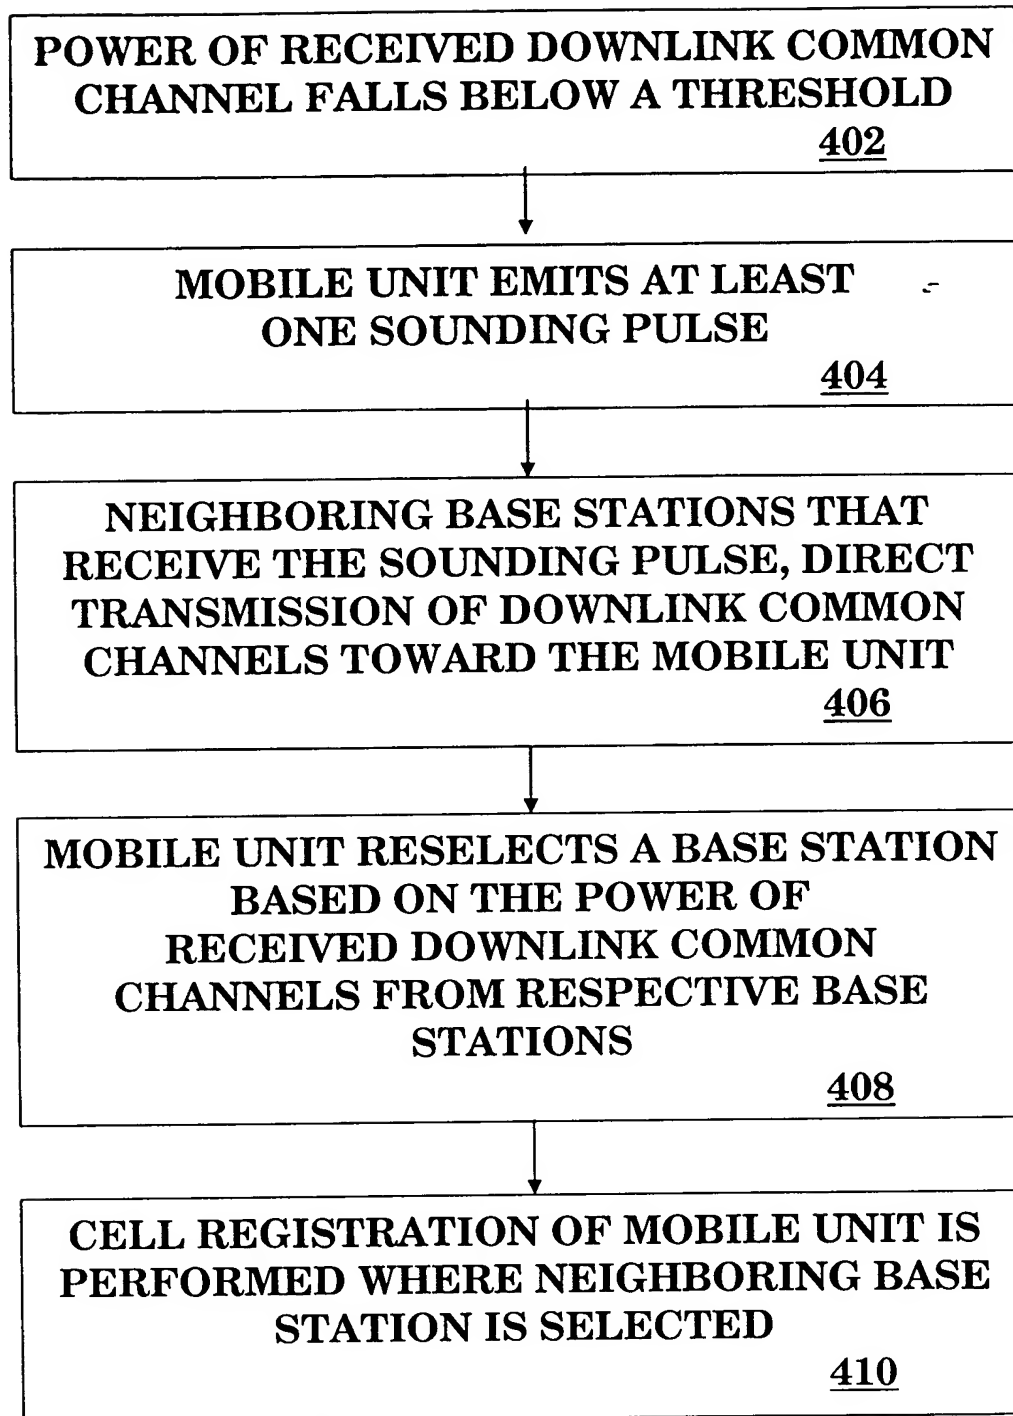 POWER OF RECEIVED DOWNLINK COMMON
CHANNEL FALLS BELOW A THRESHOLD
402
MOBILE UNIT EMITS AT LEAST
ONE SOUNDING PULSE
404
NEIGHBORING BASE STATIONS THAT
RECEIVE THE SOUNDING PULSE, DIRECT
TRANSMISSION OF DOWNLINK COMMON
CHANNELS TOWARD THE MOBILE UNIT
406
MOBILE UNIT RESELECTS A BASE STATION
BASED ON THE POWER OF
RECEIVED DOWNLINK COMMON
CHANNELS FROM RESPECTIVE BASE
STATIONS
408
CELL REGISTRATION OF MOBILE UNIT IS
PERFORMED WHERE NEIGHBORING BASE
STATION IS SELECTED
410